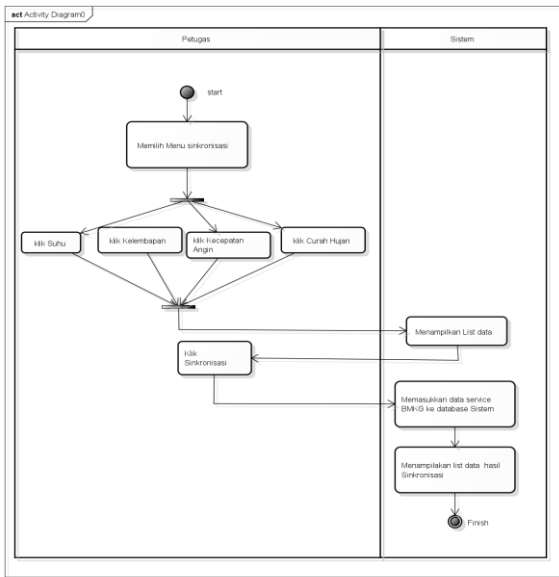 act Activity Diagram0
Petugas
Sistem
start
Memilih Menu sinkronisasi
klik Suhu
klik Kelembapan
klik Kecepatan
Angin
klik Curah Hujan
Menampilkan List data
Klik
Sinkronisasi
Memasukkan data service
BMKG ke database Sistem
Menampilakan list data hasil
Sinkronisasi
Finish